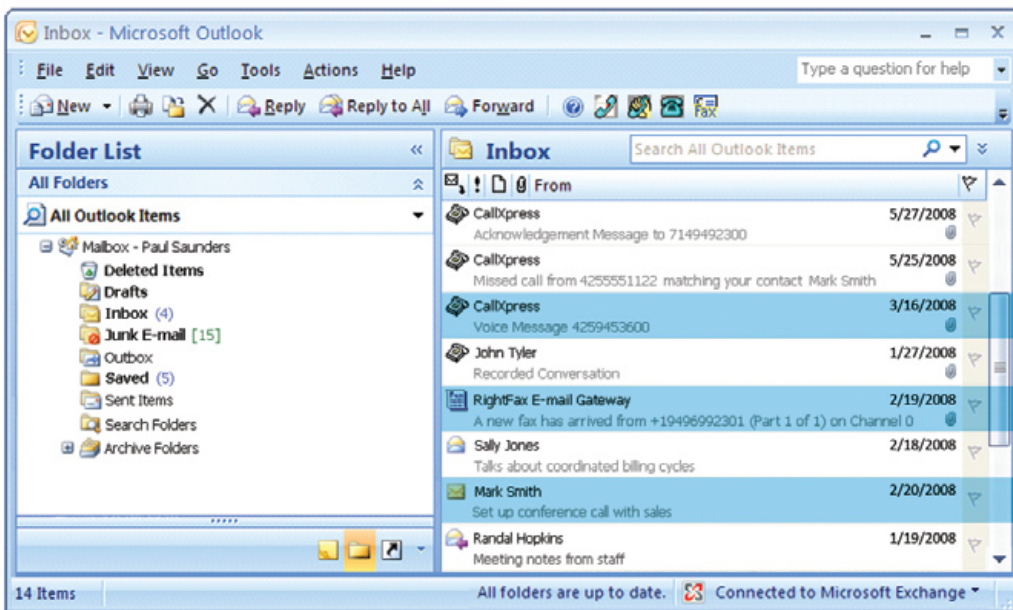 Inbox - Microsoft Outlook
File Edit View Go Tools Actions Help
Type a question for help
New Reply Reply to All Forward Fax
Folder List
All Folders
All Outlook Items
Mailbox - Paul Saunders
Deleted Items
Drafts
Inbox (4)
Junk E-mail [15]
Outbox
Saved (5)
Sent Items
Search Folders
Archive Folders
Inbox Search All Outlook Items
From
CallXpress 5/27/2008
Acknowledgement Message to 7149492300
CallXpress 5/25/2008
Missed call from 4255551122 matching your contact Mark Smith
CallXpress 3/16/2008
Voice Message 4259453600
John Tyler 1/27/2008
Recorded Conversation
RightFax E-mail Gateway 2/19/2008
A new fax has arrived from +19496992301 (Part 1 of 1) on Channel 0
Sally Jones 2/18/2008
Talks about coordinated billing cycles
Mark Smith 2/20/2008
Set up conference call with sales
Randal Hopkins 1/19/2008
Meeting notes from staff
14 Items
All folders are up to date. Connected to Microsoft Exchange